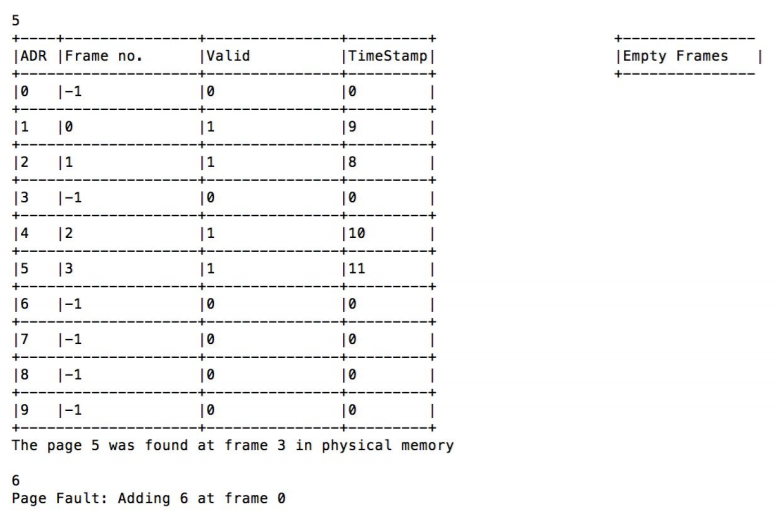 5
+----+---------------+---------------+---------+                    +---------------
|ADR |Frame no.      |Valid          |TimeStamp|                    |Empty Frames   |
+--------------------+---------------+---------+                    +---------------
|0   |-1             |0              |0        |
+--------------------+---------------+---------+
|1   |0              |1              |9        |
+--------------------+---------------+---------+
|2   |1              |1              |8        |
+--------------------+---------------+---------+
|3   |-1             |0              |0        |
+--------------------+---------------+---------+
|4   |2              |1              |10       |
+--------------------+---------------+---------+
|5   |3              |1              |11       |
+--------------------+---------------+---------+
|6   |-1             |0              |0        |
+--------------------+---------------+---------+
|7   |-1             |0              |0        |
+--------------------+---------------+---------+
|8   |-1             |0              |0        |
+--------------------+---------------+---------+
|9   |-1             |0              |0        |
+--------------------+---------------+---------+
The page 5 was found at frame 3 in physical memory
6
Page Fault: Adding 6 at frame 0